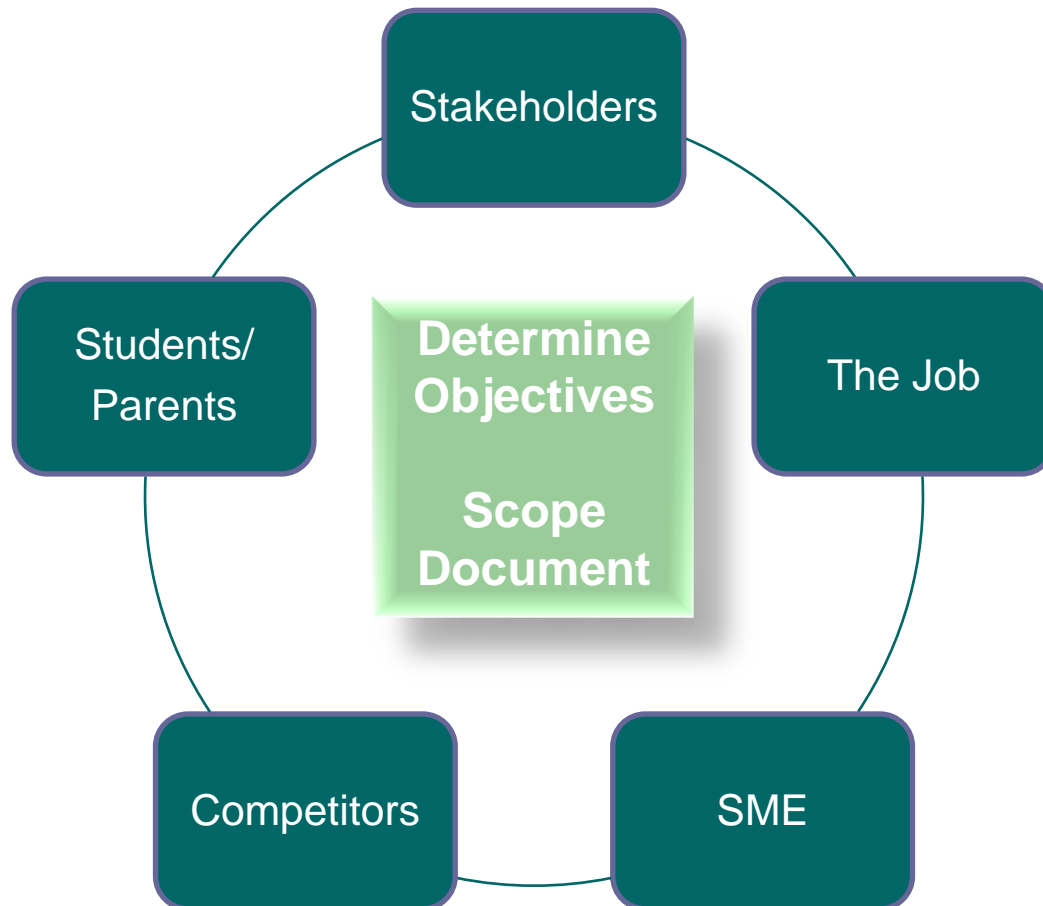 Stakeholders
Students/
Parents
Determine
Objectives
Scope
Document
The Job
Competitors
SME